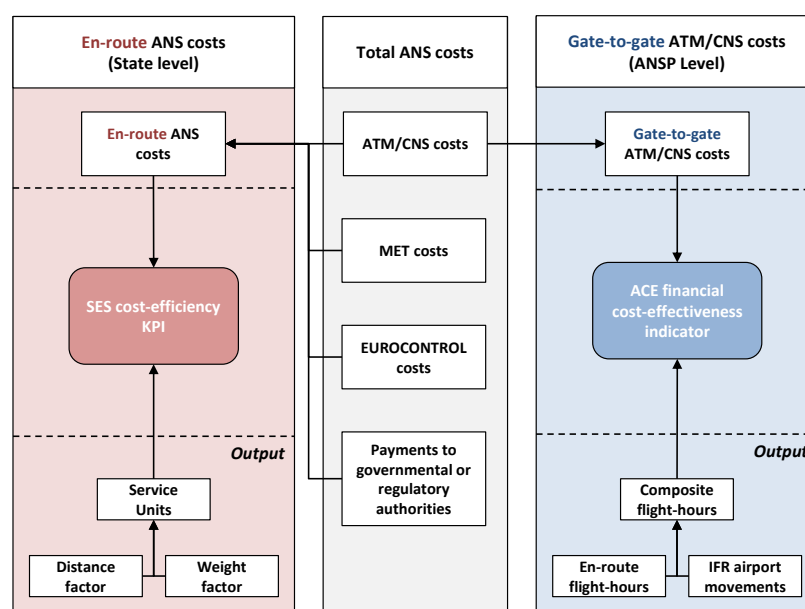 En-route ANS costs
(State level)
Total ANS costs
Gate-to-gate ATM/CNS costs
(ANSP Level)
En-route ANS
costs
ATM/CNS costs
Gate-to-gate
ATM/CNS costs
MET costs
SES cost-efficiency
KPI
ACE financial
cost-effectiveness
indicator
EUROCONTROL
costs
Output
Payments to
governmental or
regulatory
authorities
Output
Service
Units
Composite
flight-hours
Distance
factor
Weight
factor
En-route
flight-hours
IFR airport
movements